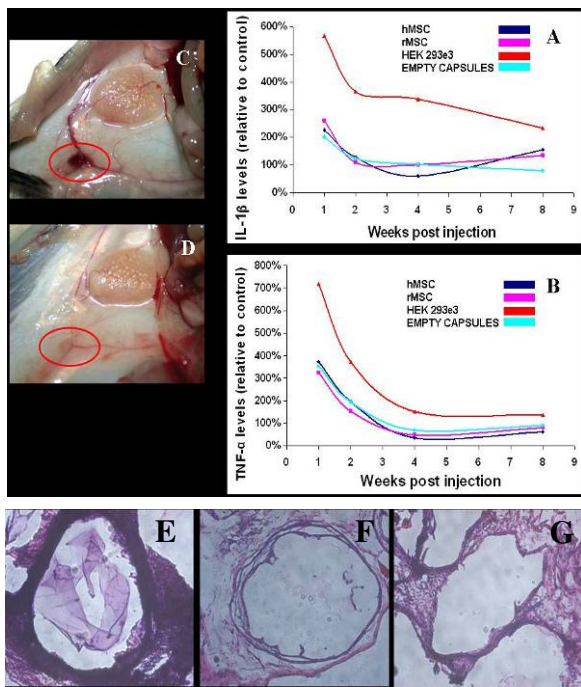 C
D
A
IL-1β levels (relative to control)
600%
500%
400%
300%
200%
100%
0%
hMSC
rMSC
HEK 293e3
EMPTY CAPSULES
0 1 2 3 4 5 6 7 8 9
Weeks post injection
B
TNF-α levels (relative to control)
800%
700%
600%
500%
400%
300%
200%
100%
0%
hMSC
rMSC
HEK 293e3
EMPTY CAPSULES
0 1 2 3 4 5 6 7 8 9
Weeks post injection
E
F
G